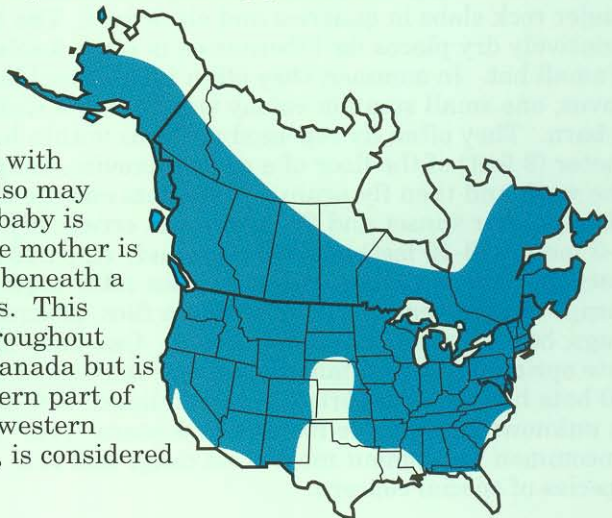 with
so may
baby is
e mother is
beneath a
s. This
roughout
anada but is
ern part of
western
, is considered